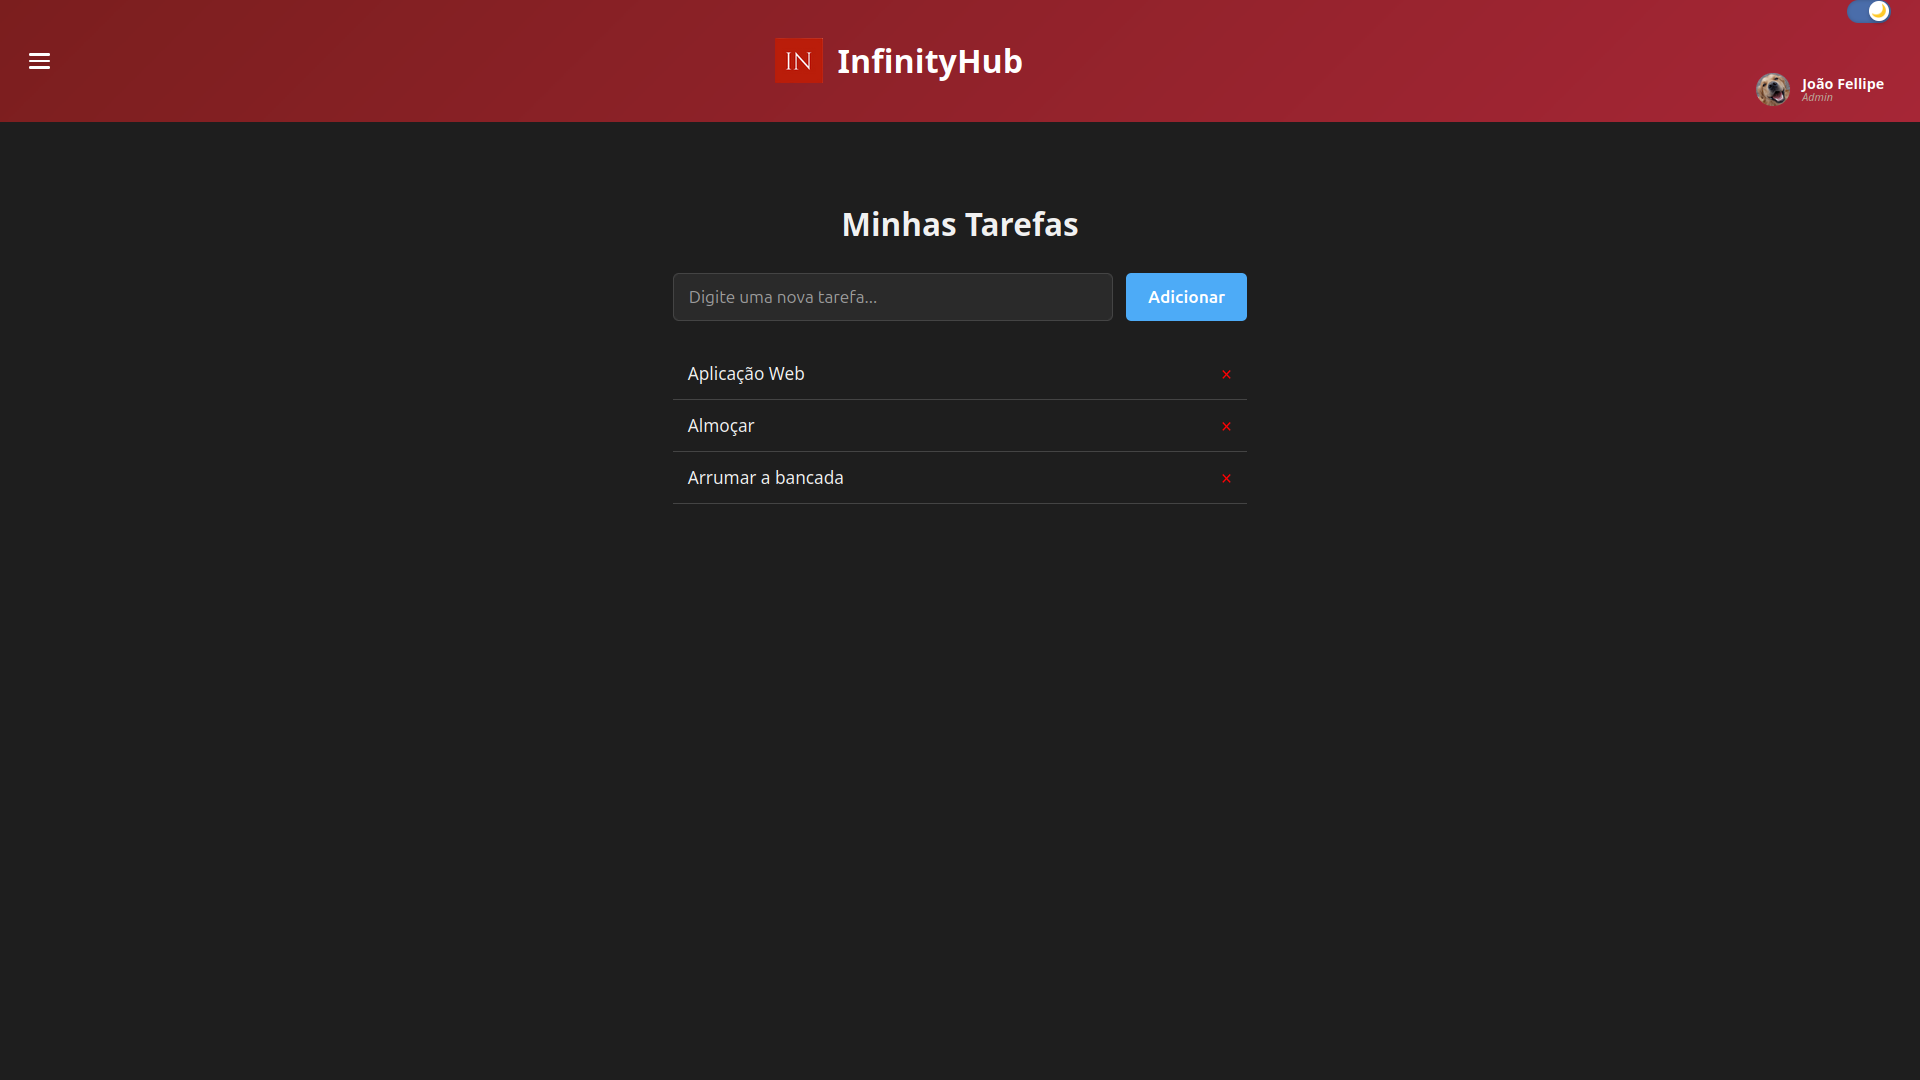 IN InfinityHub
João Fellipe
Admin
Minhas Tarefas
Digite uma nova tarefa...
Adicionar
Aplicação Web
×
Almoçar
×
Arrumar a bancada
×